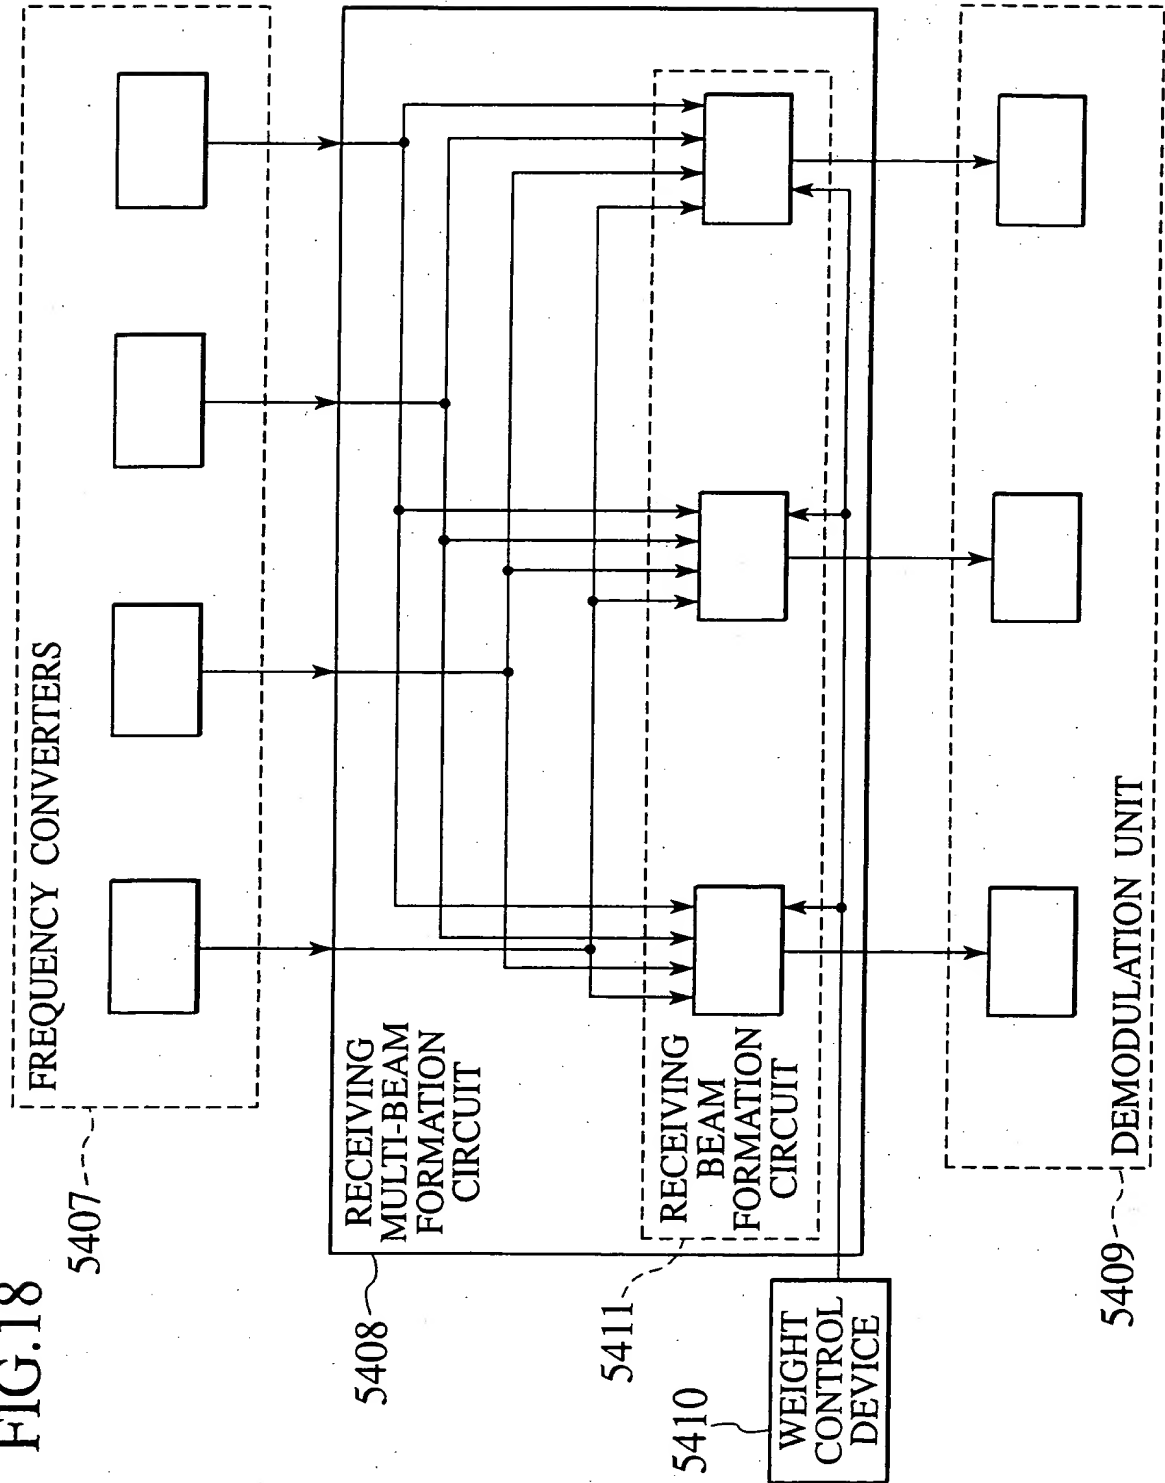 FIG.18
5407
FREQUENCY CONVERTERS
5408
RECEIVING
MULTI-BEAM
FORMATION
CIRCUIT
5411
RECEIVING
BEAM
FORMATION
CIRCUIT
5410
WEIGHT
CONTROL
DEVICE
5409
DEMODULATION UNIT